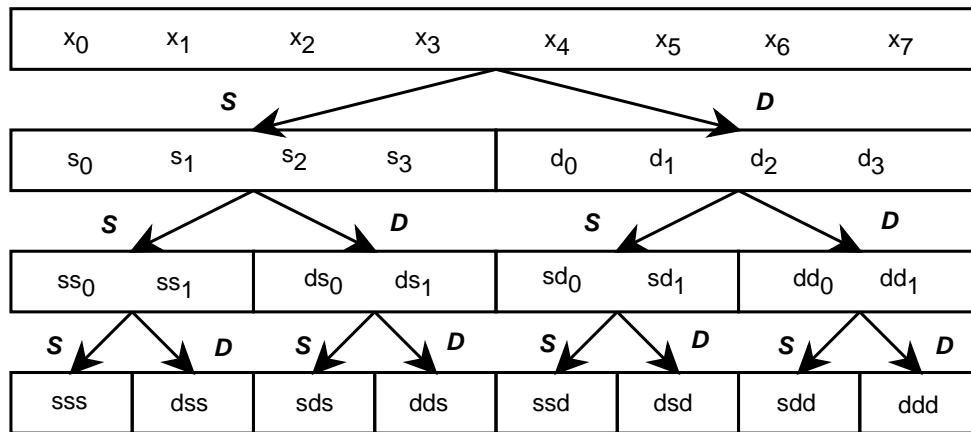 x0 x1 x2 x3 x4 x5 x6 x7
S D
s0 s1 s2 s3 d0 d1 d2 d3
S D S D
ss0 ss1 ds0 ds1 sd0 sd1 dd0 dd1
S D S D S D S D
sss dss sds dds ssd dsd sdd ddd